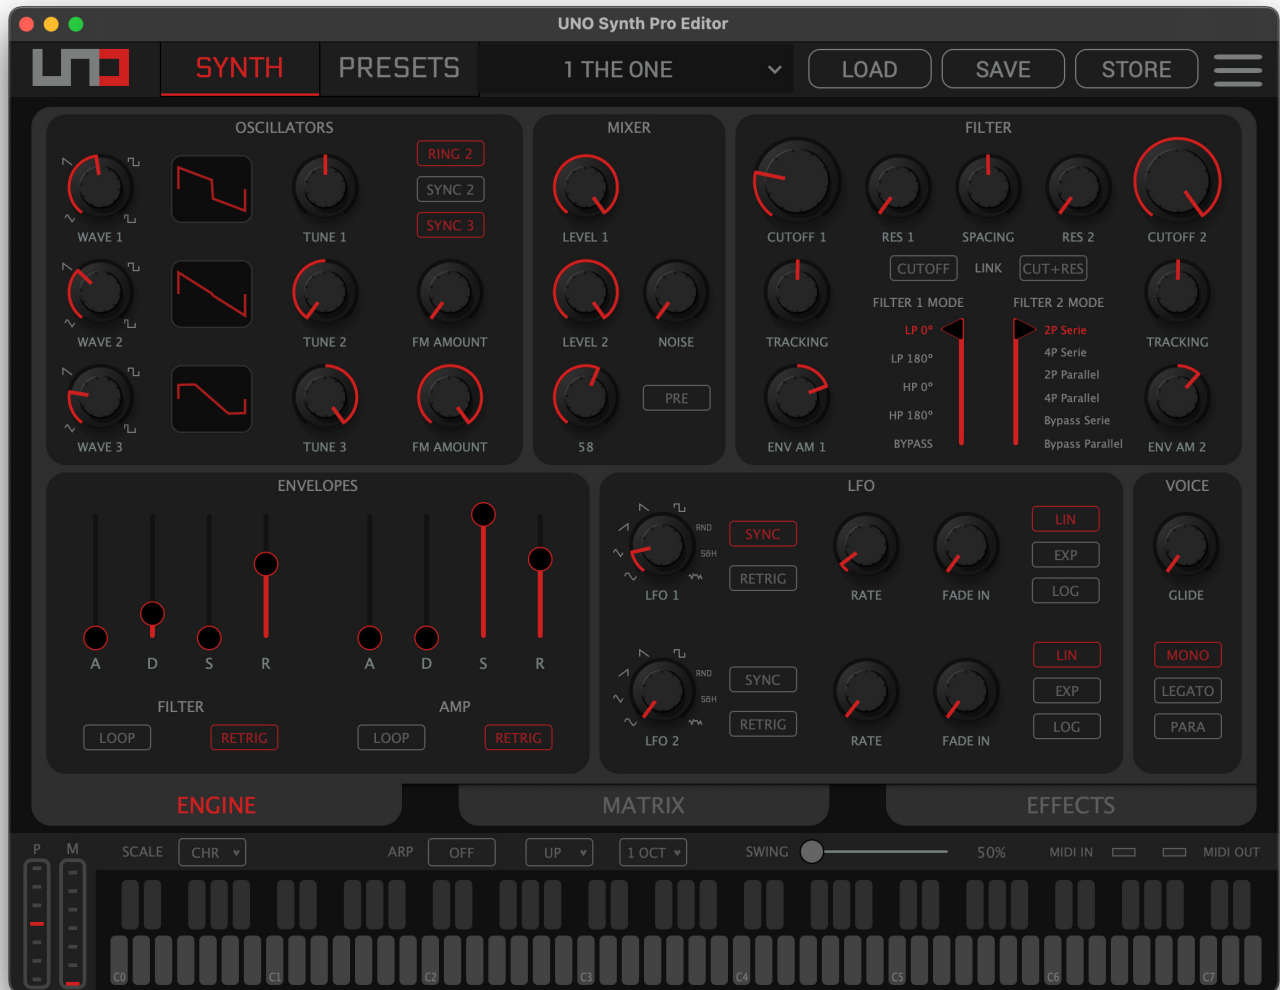 UNO Synth Pro Editor
UNO
SYNTH
PRESETS
1 THE ONE
LOAD
SAVE
STORE
OSCILLATORS
RING 2
SYNC 2
SYNC 3
WAVE 1
TUNE 1
WAVE 2
TUNE 2
FM AMOUNT
WAVE 3
TUNE 3
FM AMOUNT
MIXER
LEVEL 1
LEVEL 2
NOISE
PRE
58
FILTER
CUTOFF 1
RES 1
SPACING
RES 2
CUTOFF 2
CUTOFF
LINK
CUT+RES
FILTER 1 MODE
FILTER 2 MODE
LP 0°
LP 180°
HP 0°
HP 180°
BYPASS
2P Serie
4P Serie
2P Parallel
4P Parallel
Bypass Serie
Bypass Parallel
TRACKING
TRACKING
ENV AM 1
ENV AM 2
ENVELOPES
A D S R
A D S R
FILTER
AMP
LOOP
RETRIG
LOOP
RETRIG
LFO
RND
S&H
LFO 1
SYNC
RETRIG
RATE
FADE IN
LIN
EXP
LOG
RND
S&H
LFO 2
SYNC
RETRIG
RATE
FADE IN
LIN
EXP
LOG
VOICE
GLIDE
MONO
LEGATO
PARA
ENGINE
MATRIX
EFFECTS
P M
SCALE
CHR
ARP
OFF
UP
1 OCT
SWING
50%
MIDI IN
MIDI OUT
C0 C1 C2 C3 C4 C5 C6 C7